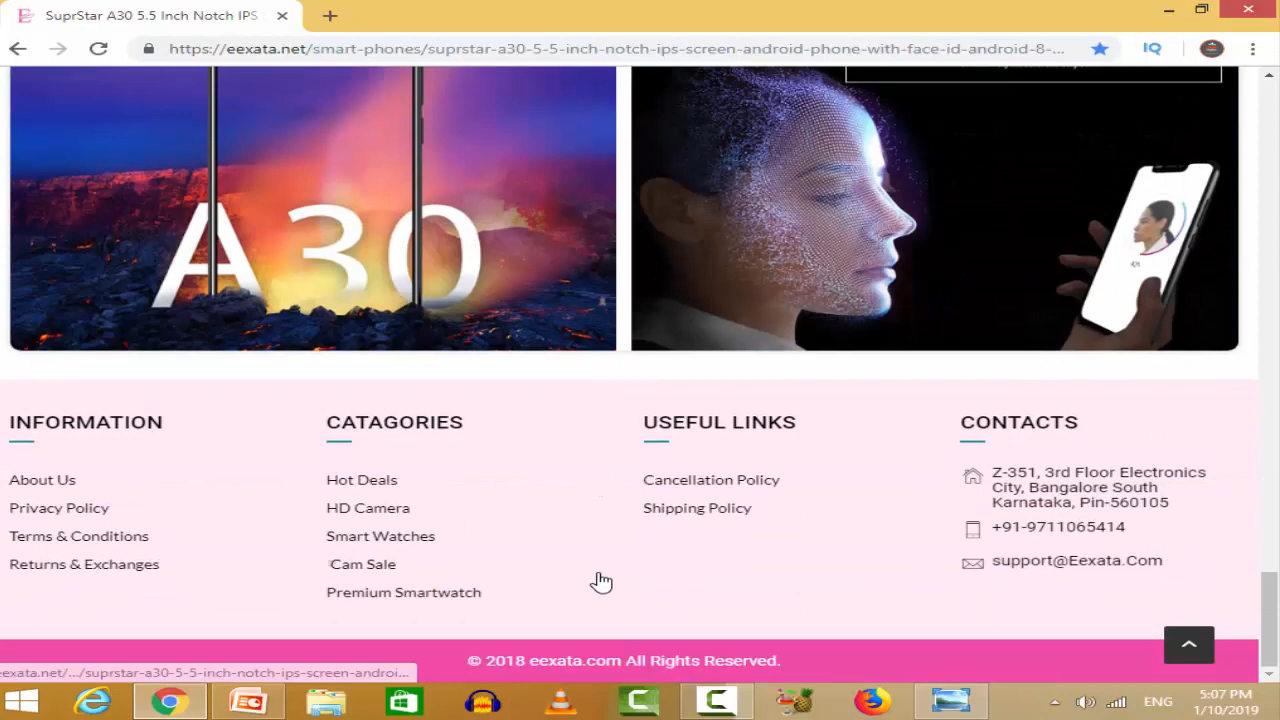 SuprStar A30 5.5 Inch Notch IPS
https://eexata.net/smart-phones/suprstar-a30-5-5-inch-notch-ips-screen-android-phone-with-face-id-android-8-...
IQ
A30
INFORMATION
About Us
Privacy Policy
Terms & Conditions
Returns & Exchanges
CATAGORIES
Hot Deals
HD Camera
Smart Watches
Cam Sale
Premium Smartwatch
USEFUL LINKS
Cancellation Policy
Shipping Policy
CONTACTS
Z-351, 3rd Floor Electronics
City, Bangalore South
Karnataka, Pin-560105
+91-9711065414
support@Eexata.Com
© 2018 eexata.com All Rights Reserved.
eexata.net/.../suprstar-a30-5-5-inch-notch-ips-screen-androi...
ENG
5:07 PM
1/10/2019